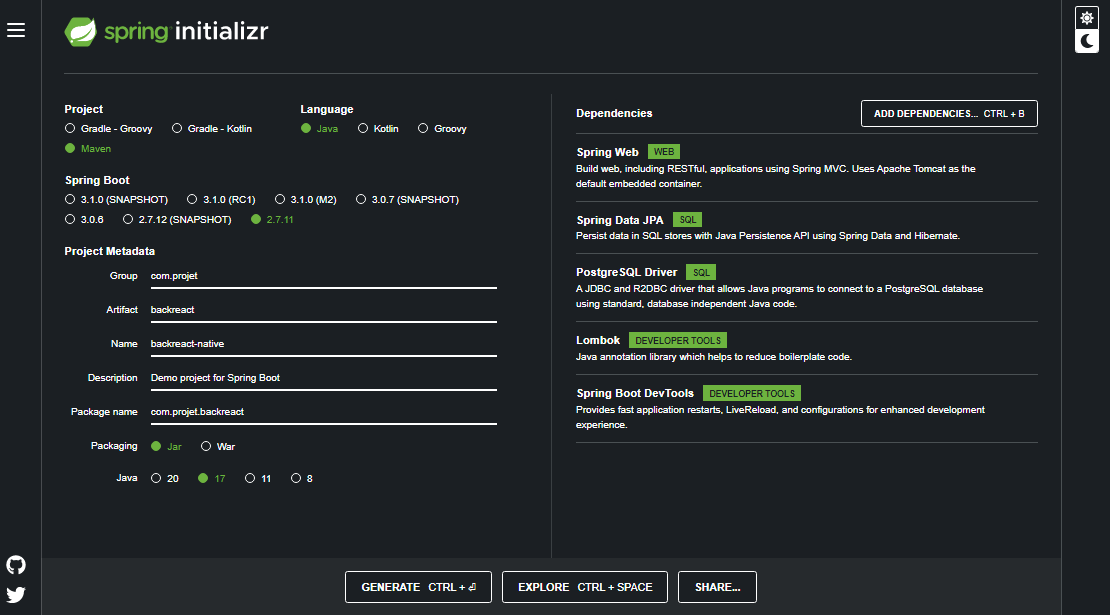 spring initializr
Project
Gradle - Groovy Gradle - Kotlin
Maven
Language
Java Kotlin Groovy
Spring Boot
3.1.0 (SNAPSHOT) 3.1.0 (RC1) 3.1.0 (M2) 3.0.7 (SNAPSHOT)
3.0.6 2.7.12 (SNAPSHOT) 2.7.11
Project Metadata
Group com.projet
Artifact backreact
Name backreact-native
Description Demo project for Spring Boot
Package name com.projet.backreact
Packaging Jar War
Java 20 17 11 8
Dependencies
ADD DEPENDENCIES... CTRL + B
Spring Web WEB
Build web, including RESTful, applications using Spring MVC. Uses Apache Tomcat as the
default embedded container.
Spring Data JPA SQL
Persist data in SQL stores with Java Persistence API using Spring Data and Hibernate.
PostgreSQL Driver SQL
A JDBC and R2DBC driver that allows Java programs to connect to a PostgreSQL database
using standard, database independent Java code.
Lombok DEVELOPER TOOLS
Java annotation library which helps to reduce boilerplate code.
Spring Boot DevTools DEVELOPER TOOLS
Provides fast application restarts, LiveReload, and configurations for enhanced development
experience.
GENERATE CTRL + ⏎
EXPLORE CTRL + SPACE
SHARE...